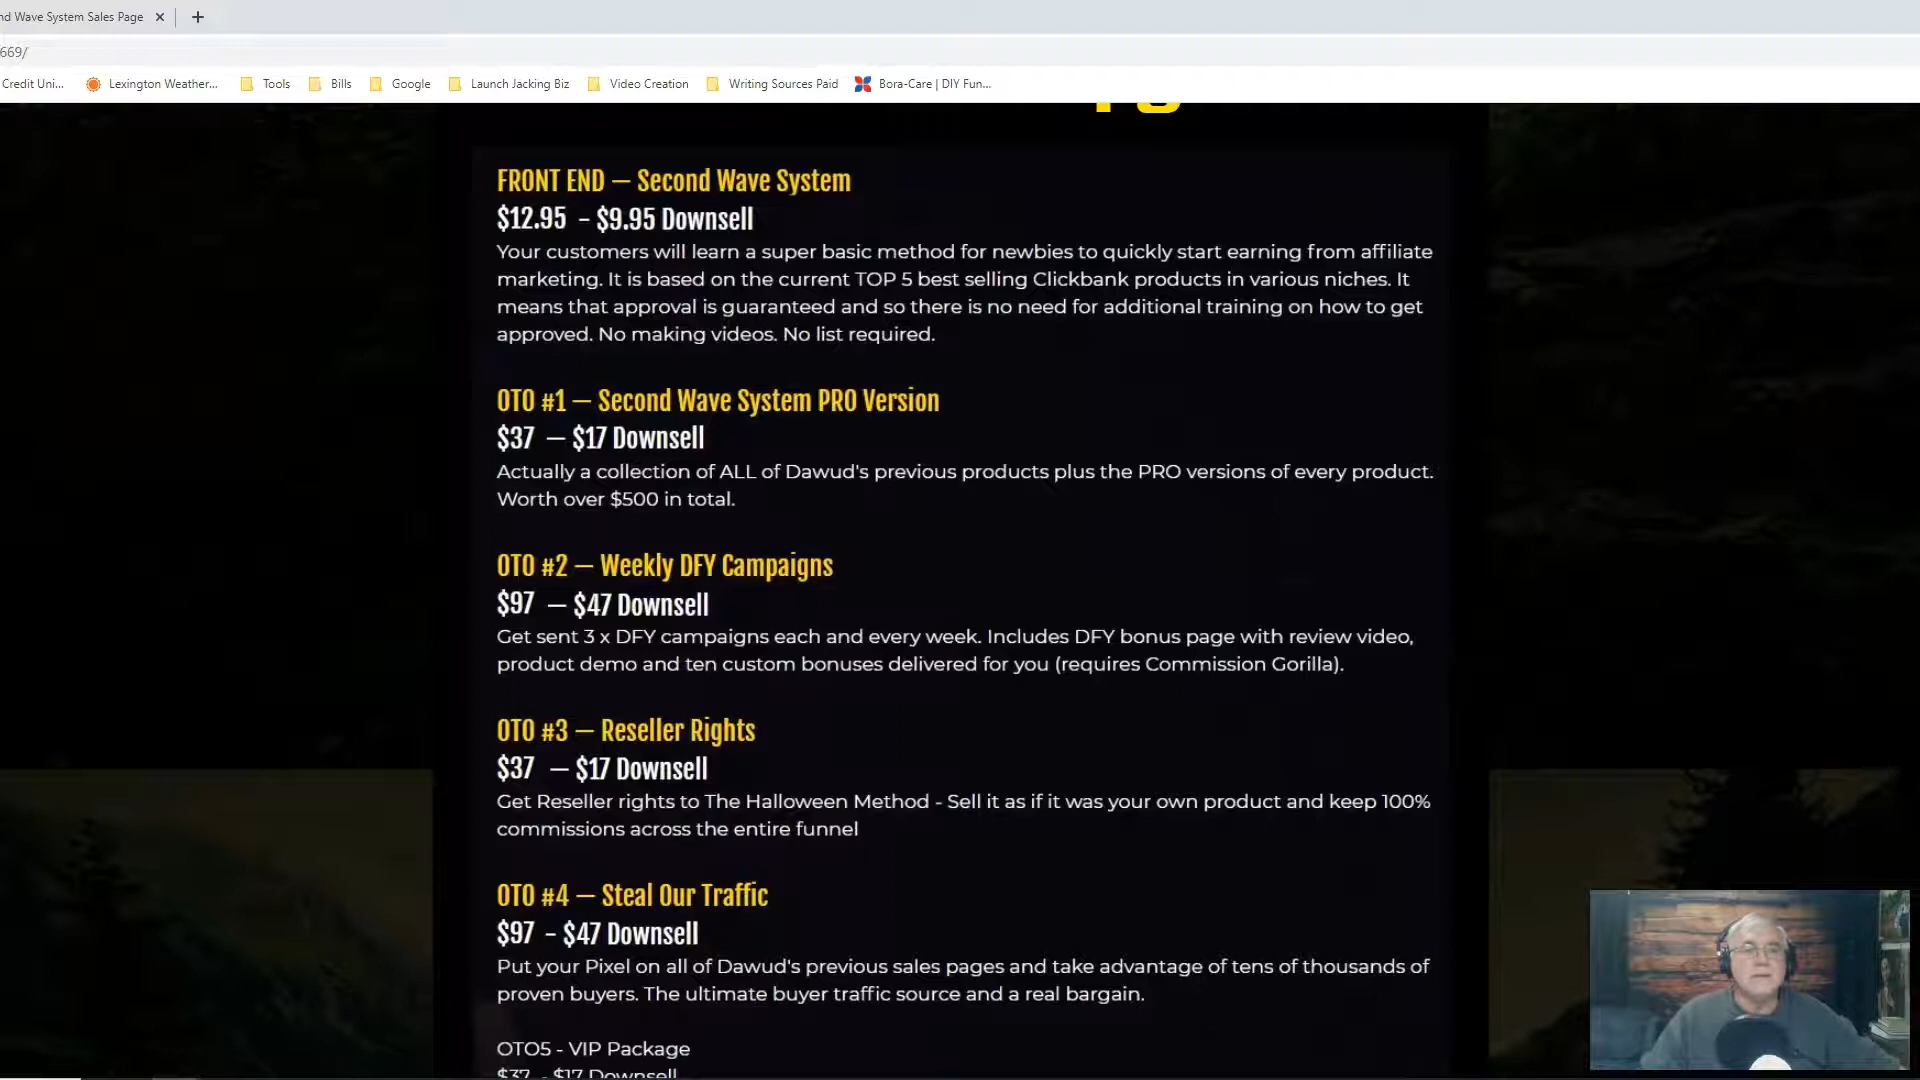 nd Wave System Sales Page
669/
Credit Uni...
Lexington Weather...
Tools
Bills
Google
Launch Jacking Biz
Video Creation
Writing Sources Paid
Bora-Care | DIY Fun...
FRONT END — Second Wave System
$12.95 - $9.95 Downsell
Your customers will learn a super basic method for newbies to quickly start earning from affiliate
marketing. It is based on the current TOP 5 best selling Clickbank products in various niches. It
means that approval is guaranteed and so there is no need for additional training on how to get
approved. No making videos. No list required.
OTO #1 — Second Wave System PRO Version
$37 — $17 Downsell
Actually a collection of ALL of Dawud's previous products plus the PRO versions of every product.
Worth over $500 in total.
OTO #2 — Weekly DFY Campaigns
$97 — $47 Downsell
Get sent 3 x DFY campaigns each and every week. Includes DFY bonus page with review video,
product demo and ten custom bonuses delivered for you (requires Commission Gorilla).
OTO #3 — Reseller Rights
$37 — $17 Downsell
Get Reseller rights to The Halloween Method - Sell it as if it was your own product and keep 100%
commissions across the entire funnel
OTO #4 — Steal Our Traffic
$97 - $47 Downsell
Put your Pixel on all of Dawud's previous sales pages and take advantage of tens of thousands of
proven buyers. The ultimate buyer traffic source and a real bargain.
OTO5 - VIP Package
$37 - $17 Downsell